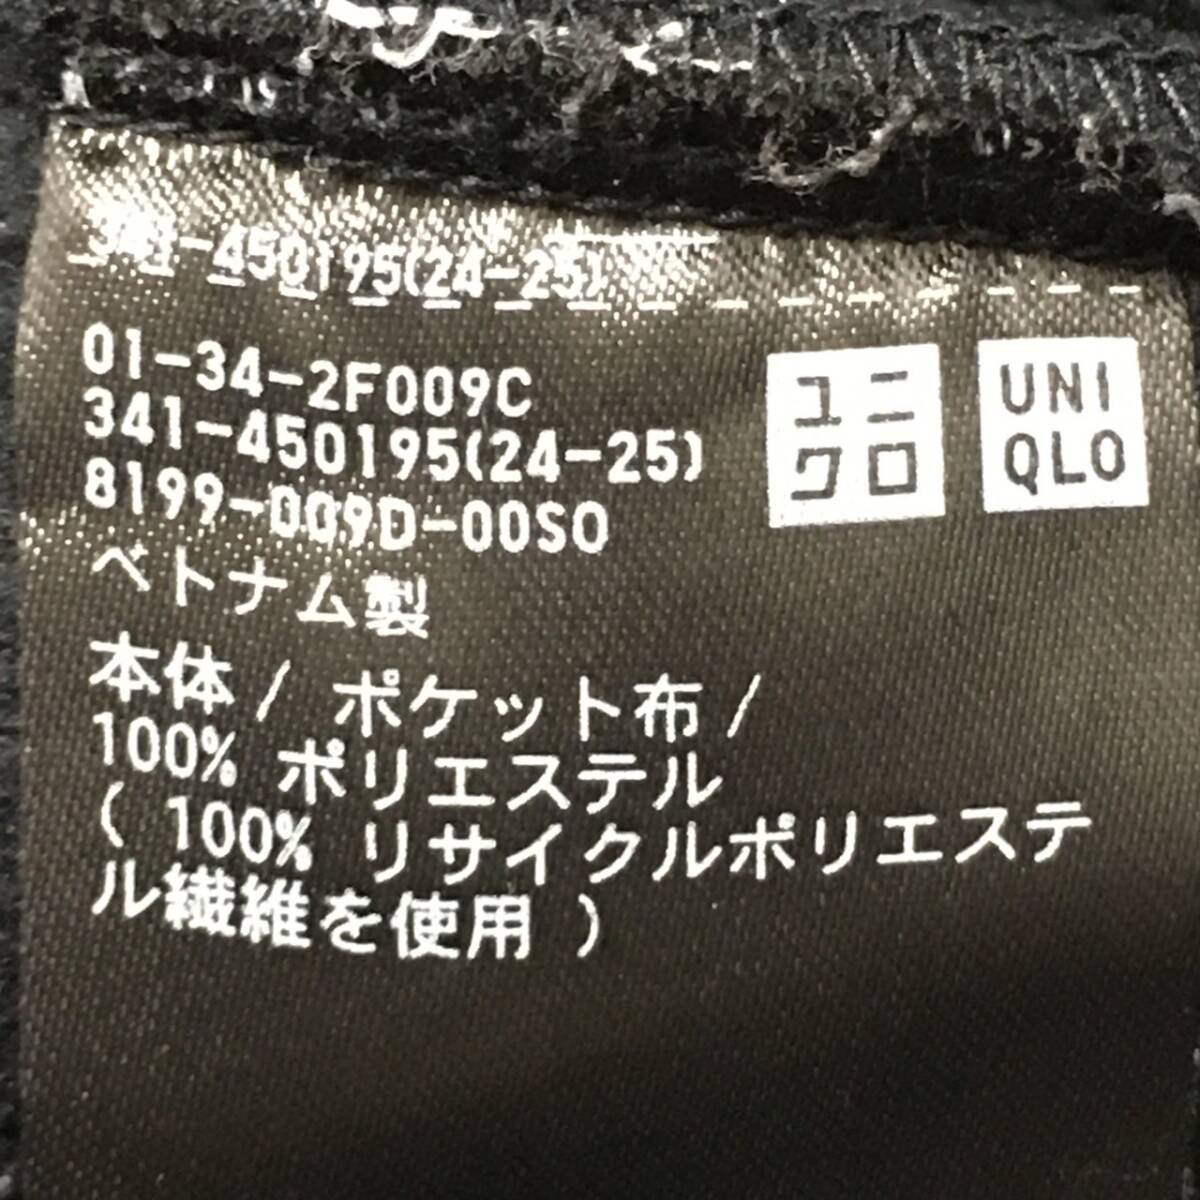 341-450195(24-25)
01-34-2F009C
341-450195(24-25)
8199-009D-00SO
ユニ
クロ
UNI
QLO
ベトナム製
本体/ ポケット布/
100% ポリエステル
( 100% リサイクルポリエステ
ル繊維を使用 )